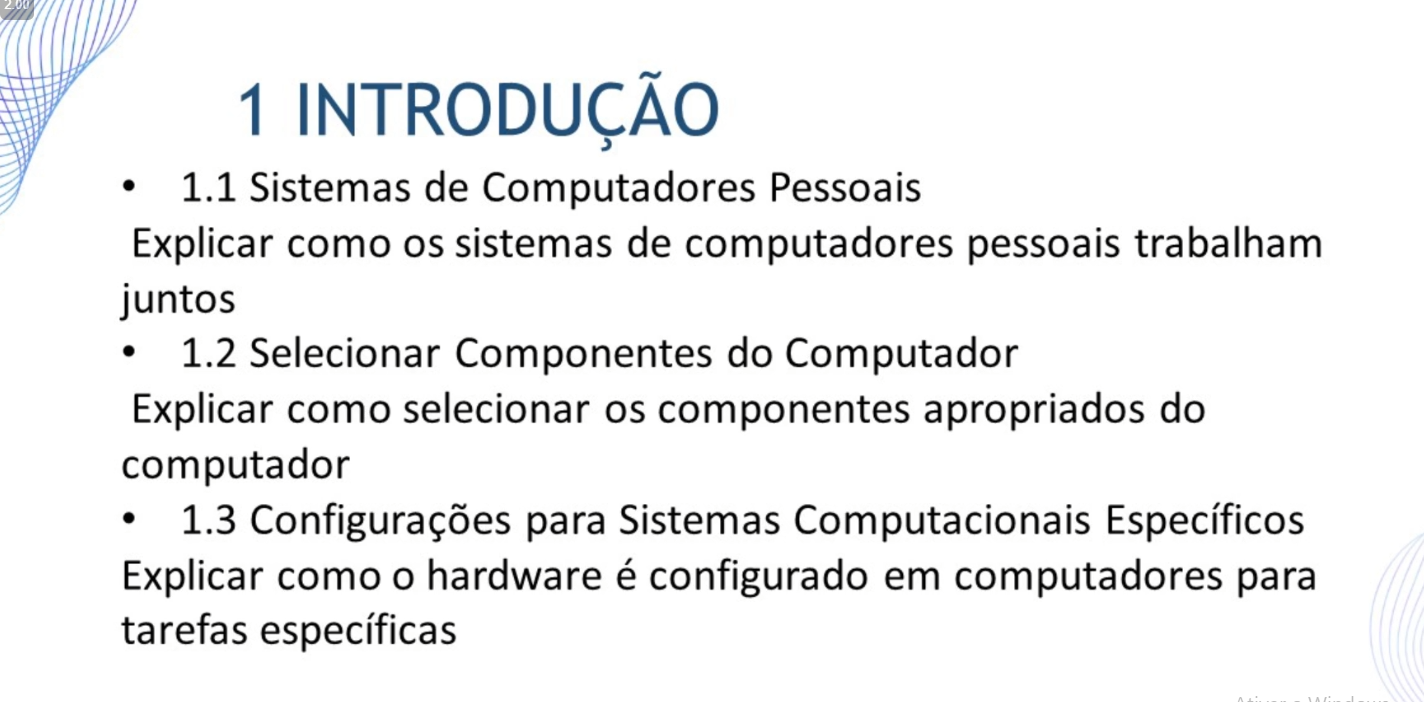 2.00
1 INTRODUÇÃO
• 1.1 Sistemas de Computadores Pessoais
Explicar como os sistemas de computadores pessoais trabalham
juntos
• 1.2 Selecionar Componentes do Computador
Explicar como selecionar os componentes apropriados do
computador
• 1.3 Configurações para Sistemas Computacionais Específicos
Explicar como o hardware é configurado em computadores para
tarefas específicas
Ativar o Windows